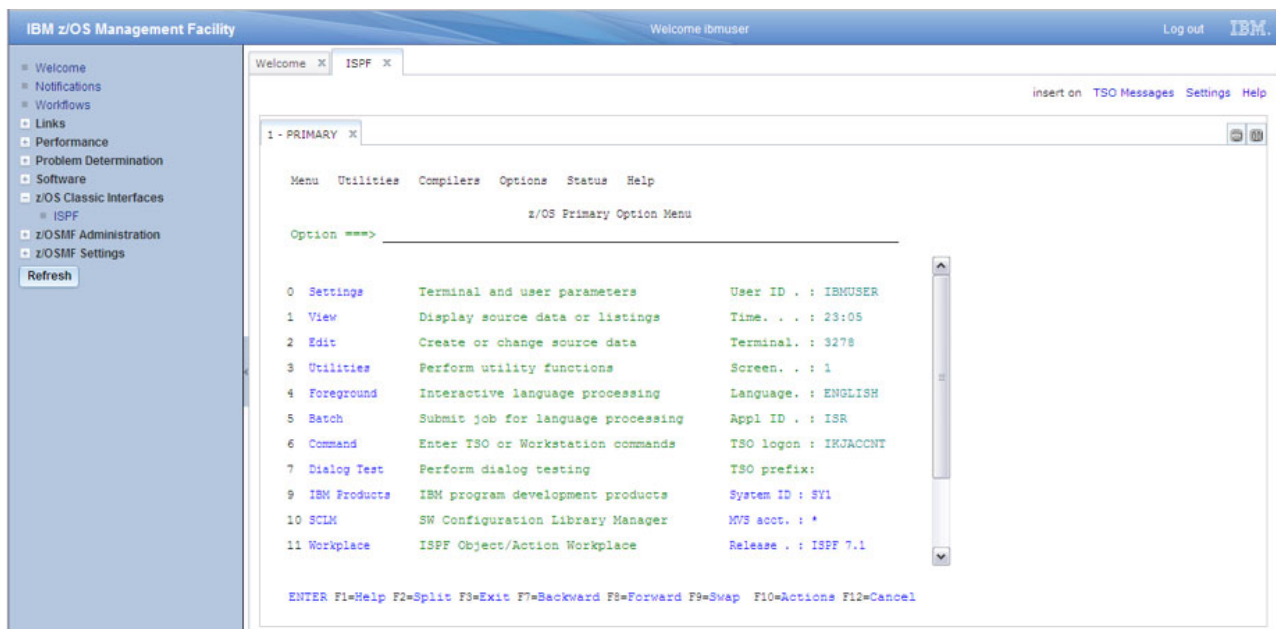 IBM z/OS Management Facility Welcome ibmuser Log out IBM.
Welcome
Notifications
Workflows
Links
Performance
Problem Determination
Software
z/OS Classic Interfaces
ISPF
z/OSMF Administration
z/OSMF Settings
Refresh
Welcome X ISPF X
insert on TSO Messages Settings Help
1 - PRIMARY X
Menu Utilities Compilers Options Status Help
z/OS Primary Option Menu
Option ===>
0 Settings Terminal and user parameters User ID . : IBMUSER
1 View Display source data or listings Time. . . : 23:05
2 Edit Create or change source data Terminal. : 3278
3 Utilities Perform utility functions Screen. . : 1
4 Foreground Interactive language processing Language. : ENGLISH
5 Batch Submit job for language processing Appl ID . : ISR
6 Command Enter TSO or Workstation commands TSO logon : IKJACCNT
7 Dialog Test Perform dialog testing TSO prefix:
9 IBM Products IBM program development products System ID : SY1
10 SCLM SW Configuration Library Manager MVS acct. : *
11 Workplace ISPF Object/Action Workplace Release . : ISPF 7.1
ENTER F1=Help F2=Split F3=Exit F7=Backward F8=Forward F9=Swap F10=Actions F12=Cancel